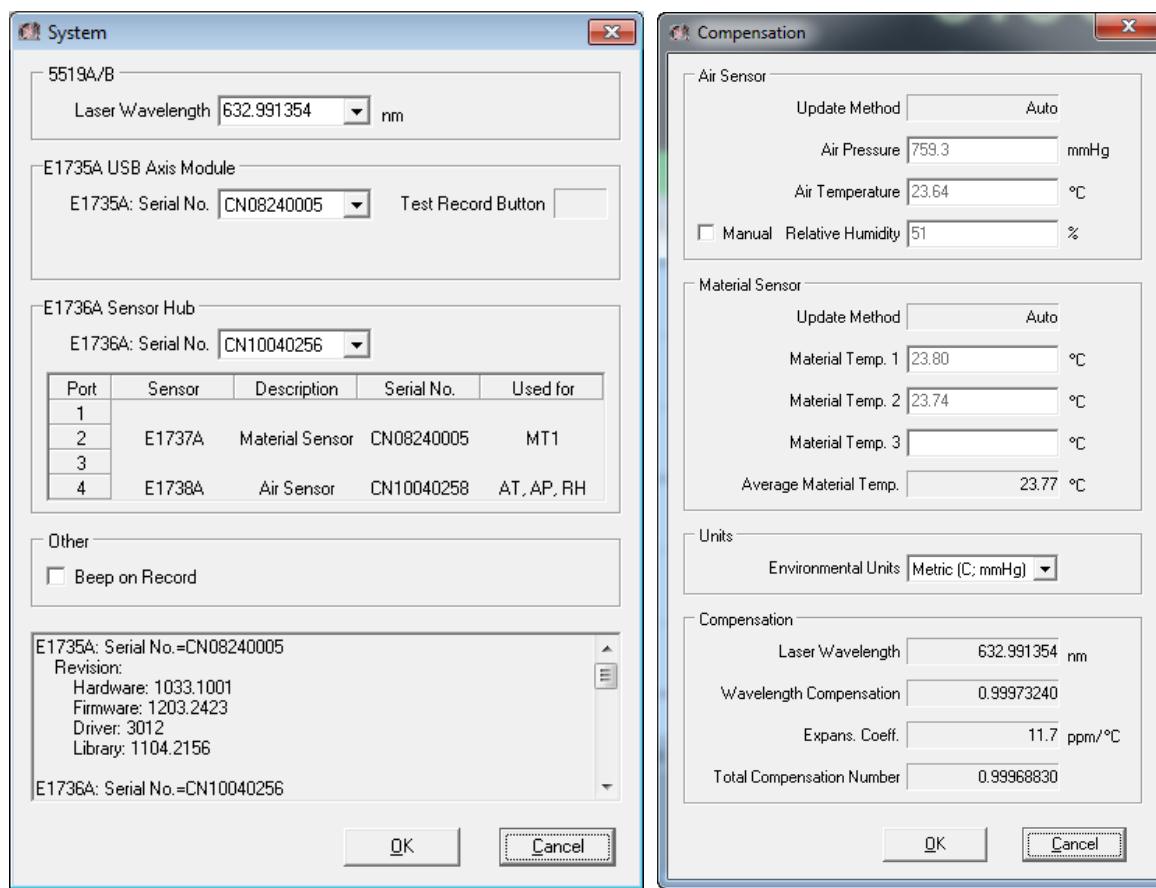 System
5519A/B
Laser Wavelength 632.991354 nm
E1735A USB Axis Module
E1735A: Serial No. CN08240005 Test Record Button
E1736A Sensor Hub
E1736A: Serial No. CN10040256
Port Sensor Description Serial No. Used for
1
2 E1737A Material Sensor CN08240005 MT1
3
4 E1738A Air Sensor CN10040258 AT, AP, RH
Other
Beep on Record
E1735A: Serial No.=CN08240005
Revision:
Hardware: 1033.1001
Firmware: 1203.2423
Driver: 3012
Library: 1104.2156
E1736A: Serial No.=CN10040256
OK Cancel
Compensation
Air Sensor
Update Method Auto
Air Pressure 759.3 mmHg
Air Temperature 23.64 °C
Manual Relative Humidity 51 %
Material Sensor
Update Method Auto
Material Temp. 1 23.80 °C
Material Temp. 2 23.74 °C
Material Temp. 3 °C
Average Material Temp. 23.77 °C
Units
Environmental Units Metric (C; mmHg)
Compensation
Laser Wavelength 632.991354 nm
Wavelength Compensation 0.99973240
Expans. Coeff. 11.7 ppm/°C
Total Compensation Number 0.99968830
OK Cancel